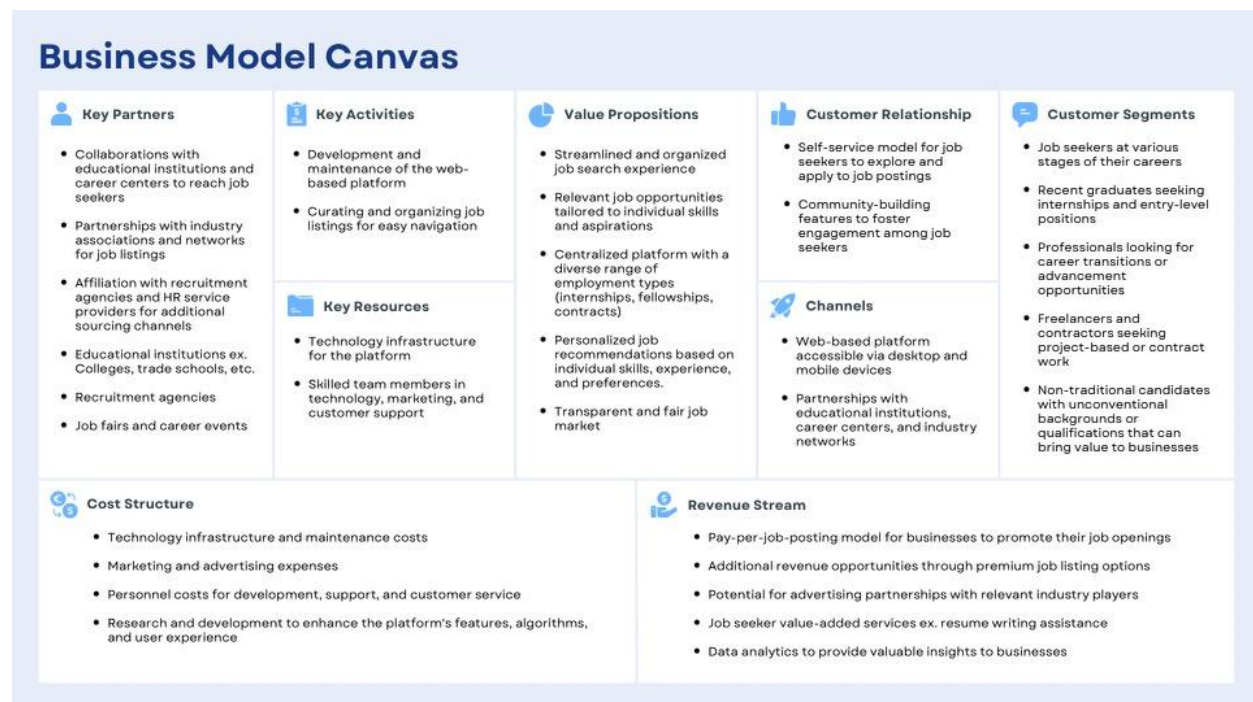 Business Model Canvas
Key Partners
• Collaborations with
educational institutions and
career centers to reach job
seekers
• Partnerships with industry
associations and networks
for job listings
• Affiliation with recruitment
agencies and HR service
providers for additional
sourcing channels
• Educational institutions ex.
Colleges, trade schools, etc.
• Recruitment agencies
• Job fairs and career events
Key Activities
• Development and
maintenance of the web-
based platform
• Curating and organizing job
listings for easy navigation
Key Resources
• Technology infrastructure
for the platform
• Skilled team members in
technology, marketing, and
customer support
Value Propositions
• Streamlined and organized
job search experience
• Relevant job opportunities
tailored to individual skills
and aspirations
• Centralized platform with a
diverse range of
employment types
(internships, fellowships,
contracts)
• Personalized job
recommendations based on
individual skills, experience,
and preferences.
• Transparent and fair job
market
Customer Relationship
• Self-service model for job
seekers to explore and
apply to job postings
• Community-building
features to foster
engagement among job
seekers
Channels
• Web-based platform
accessible via desktop and
mobile devices
• Partnerships with
educational institutions,
career centers, and industry
networks
Customer Segments
• Job seekers at various
stages of their careers
• Recent graduates seeking
internships and entry-level
positions
• Professionals looking for
career transitions or
advancement
opportunities
• Freelancers and
contractors seeking
project-based or contract
work
• Non-traditional candidates
with unconventional
backgrounds or
qualifications that can
bring value to businesses
Cost Structure
• Technology infrastructure and maintenance costs
• Marketing and advertising expenses
• Personnel costs for development, support, and customer service
• Research and development to enhance the platform's features, algorithms,
and user experience
Revenue Stream
• Pay-per-job-posting model for businesses to promote their job openings
• Additional revenue opportunities through premium job listing options
• Potential for advertising partnerships with relevant industry players
• Job seeker value-added services ex. resume writing assistance
• Data analytics to provide valuable insights to businesses